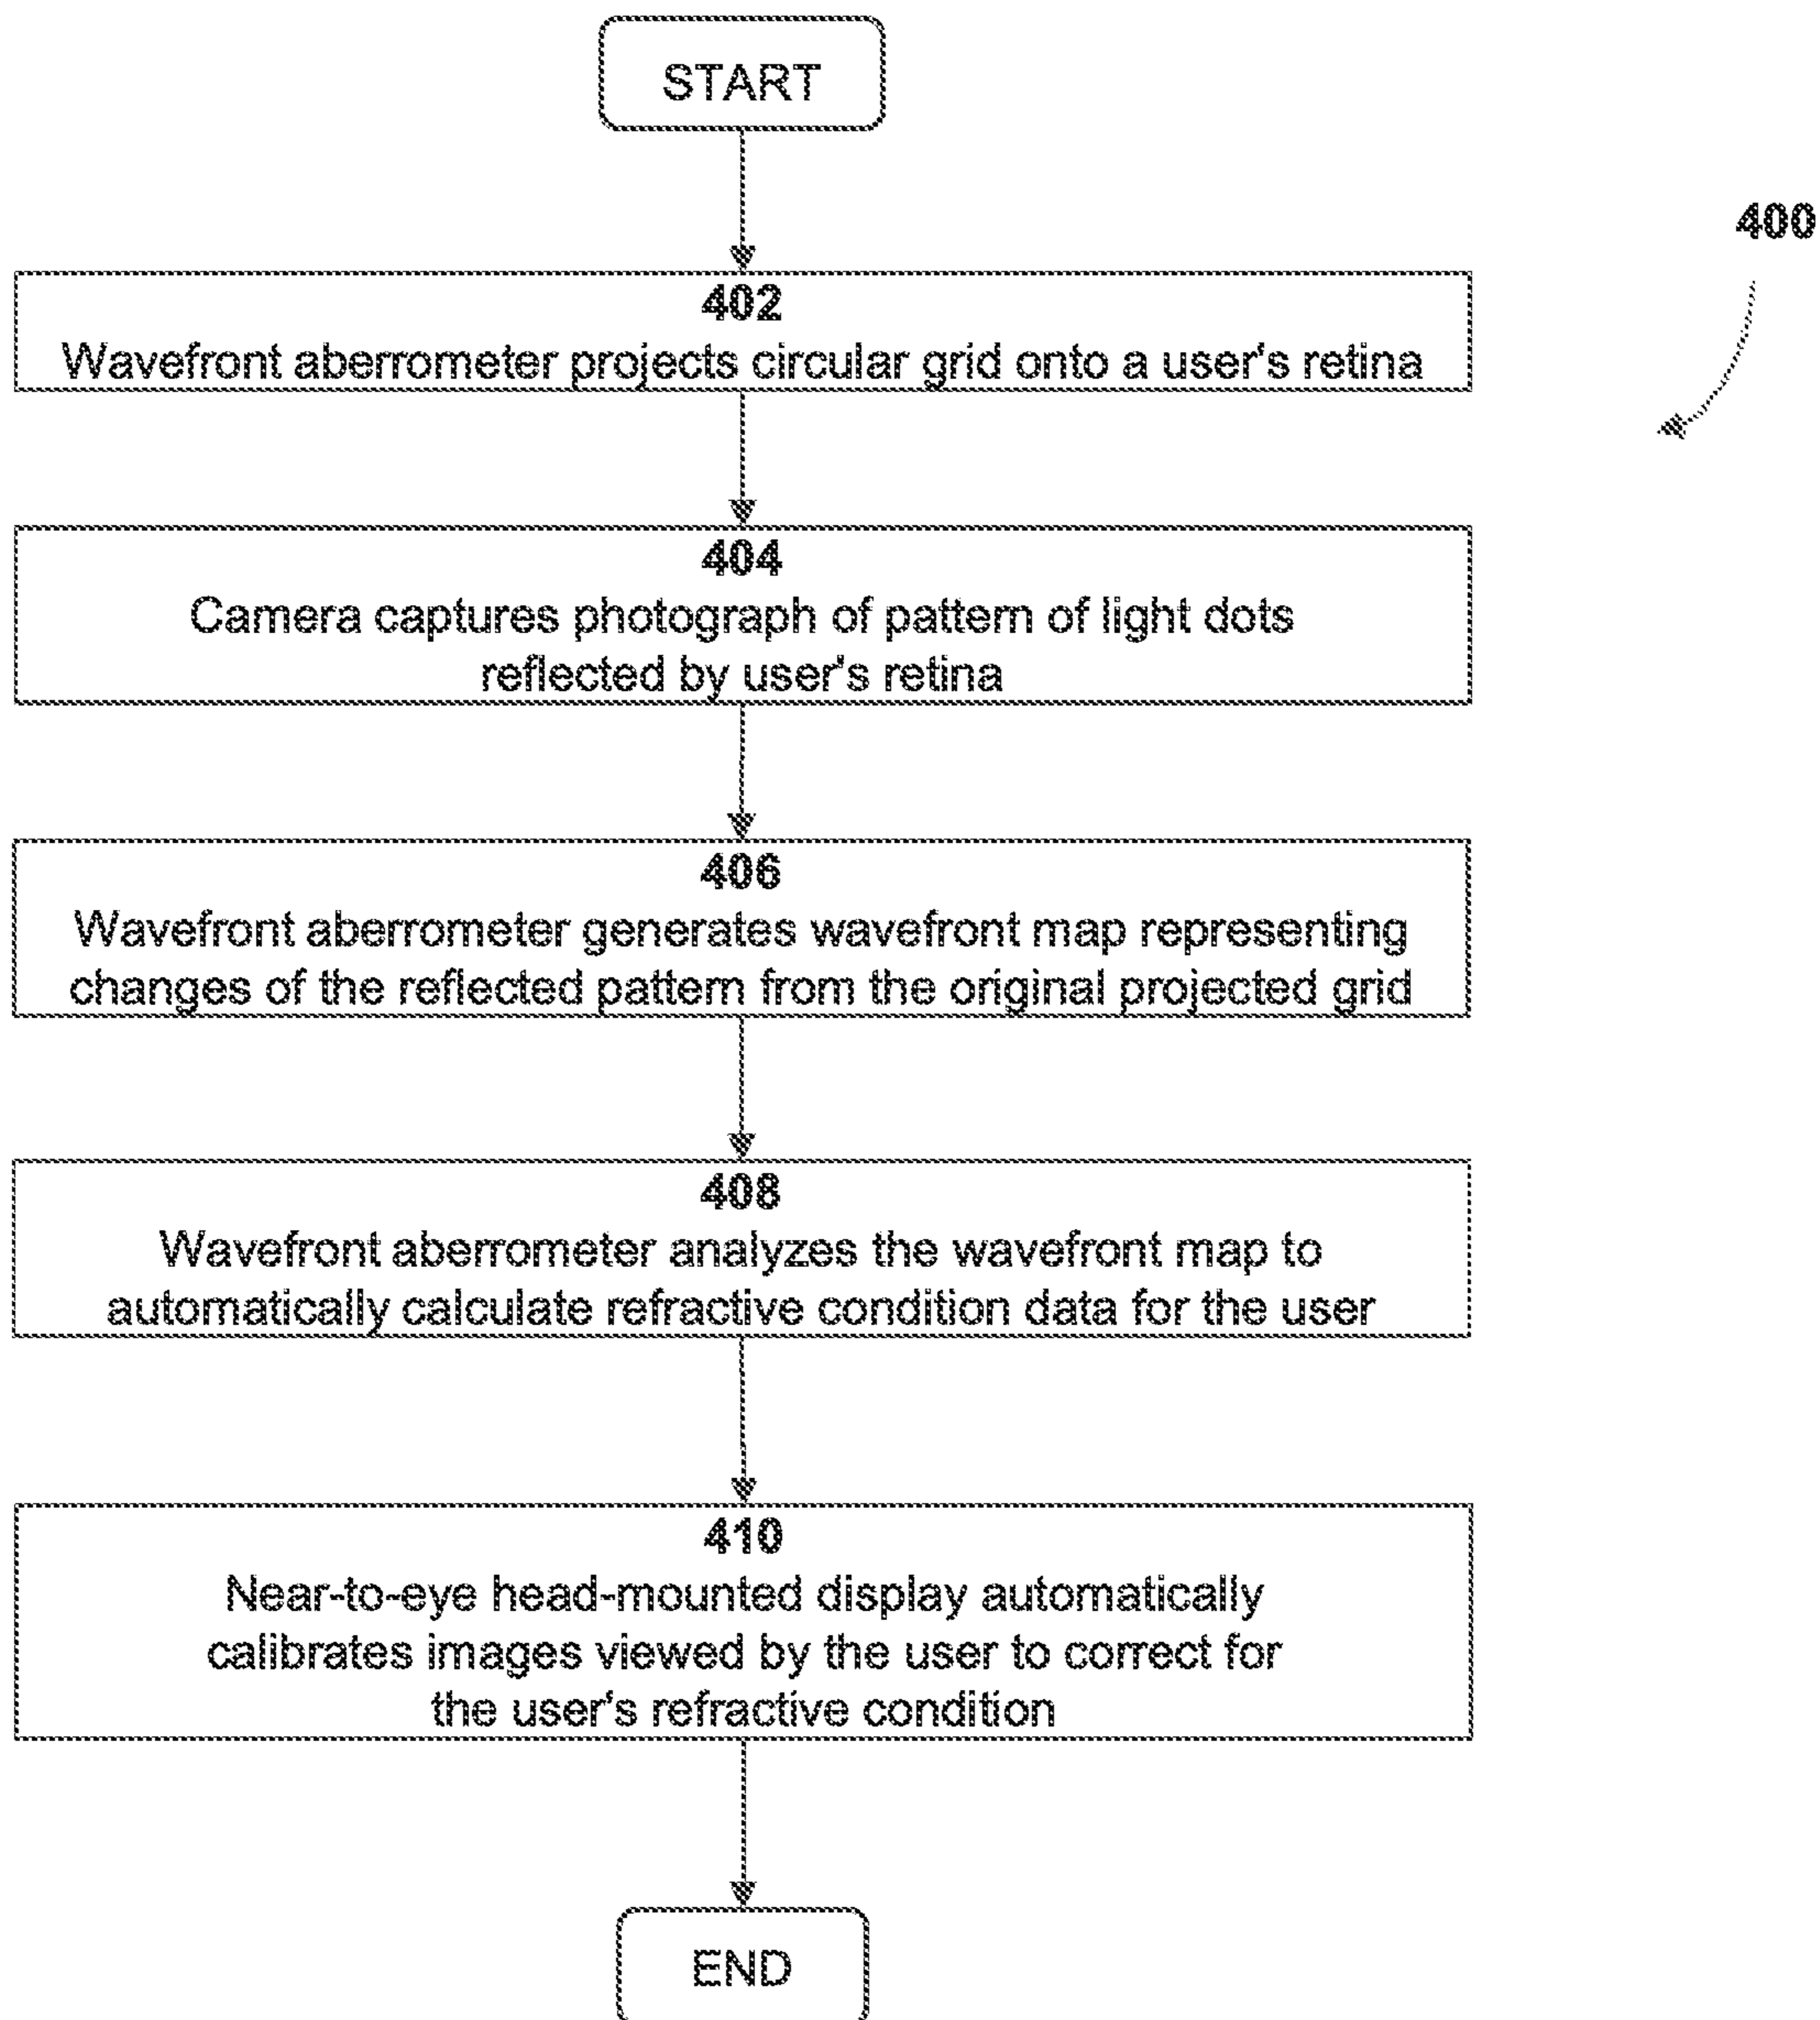 START
400
402
Wavefront aberrometer projects circular grid onto a user's retina
404
Camera captures photograph of pattern of light dots
reflected by user's retina
406
Wavefront aberrometer generates wavefront map representing
changes of the reflected pattern from the original projected grid
408
Wavefront aberrometer analyzes the wavefront map to
automatically calculate refractive condition data for the user
410
Near-to-eye head-mounted display automatically
calibrates images viewed by the user to correct for
the user's refractive condition
END